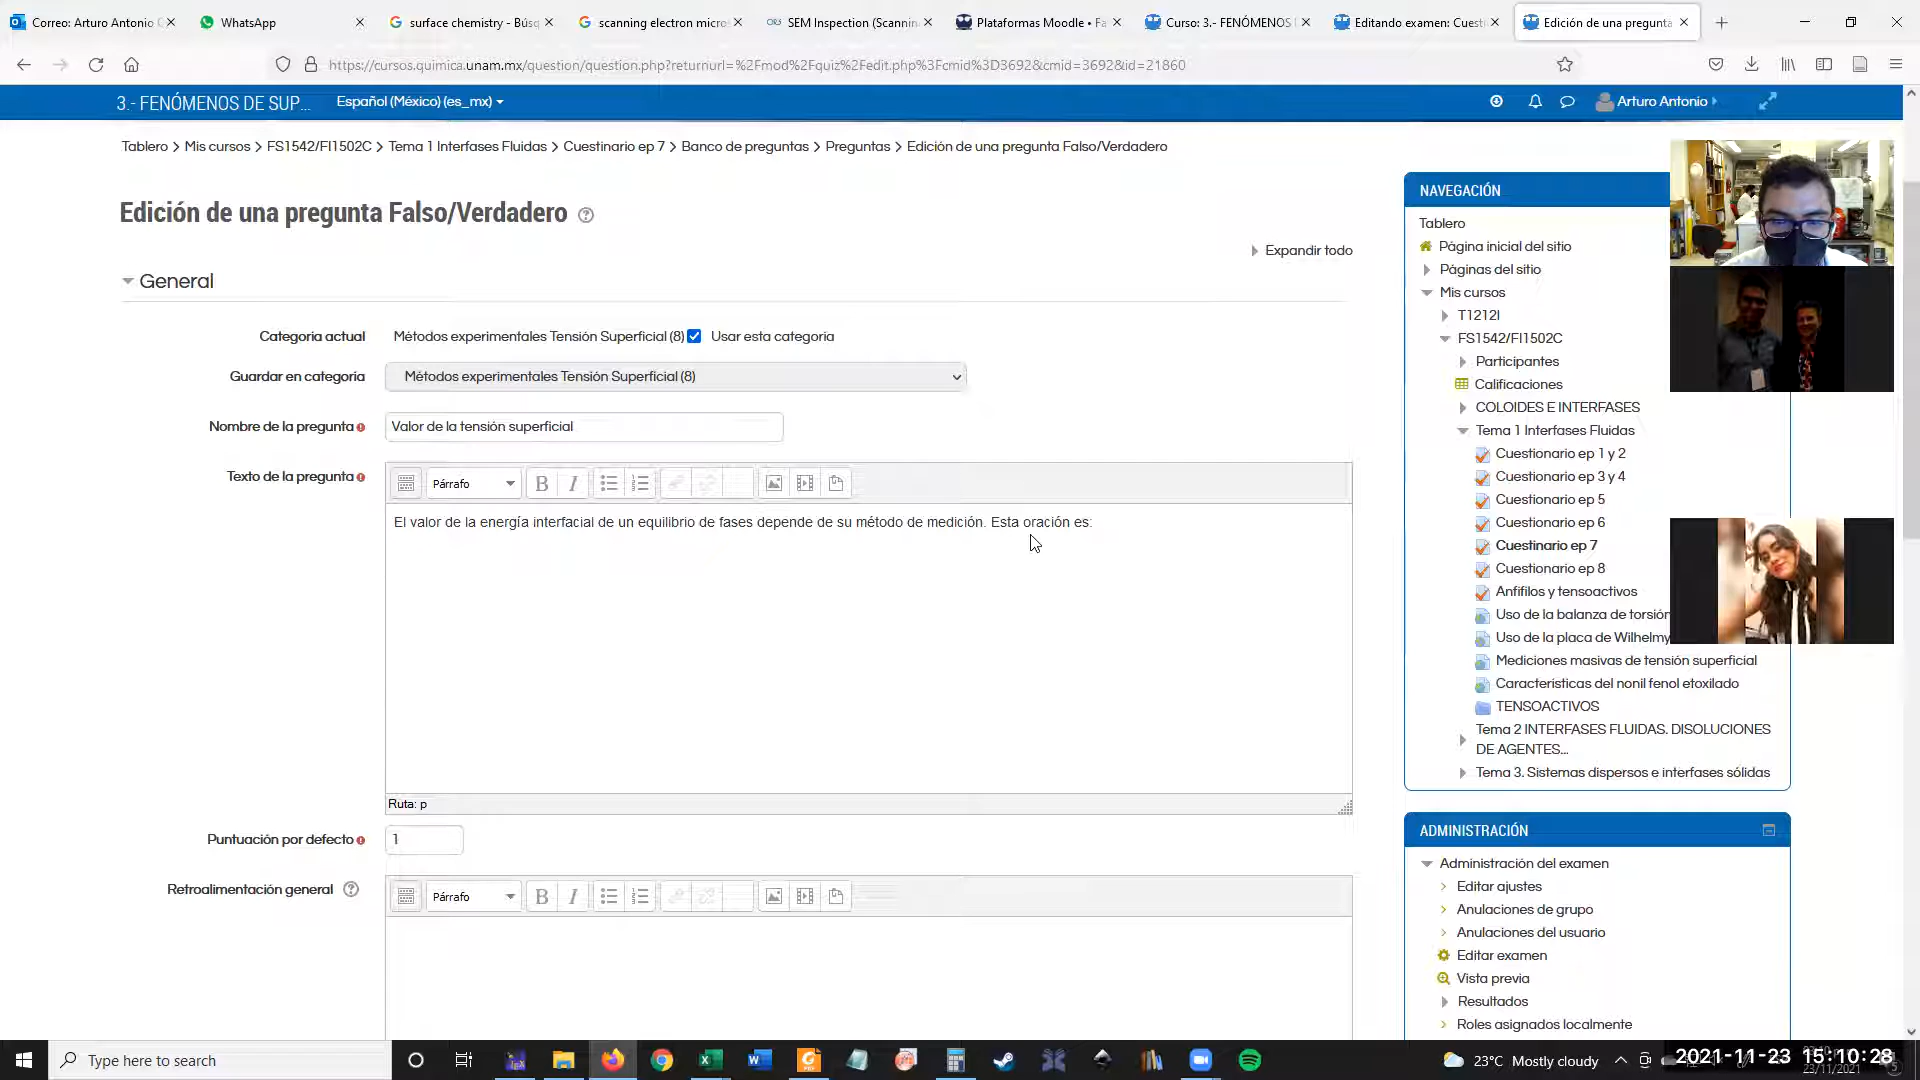 Correo: Arturo Antonio
WhatsApp
surface chemistry - Búsq
scanning electron micro
SEM Inspection (Scannin
Plataformas Moodle • Fa
Curso: 3.- FENÓMENOS
Editando examen: Cuesti
Edición de una pregunta
https://cursos.quimica.unam.mx/question/question.php?returnurl=%2Fmod%2Fquiz%2Fedit.php%3Fcmid%3D3692&cmid=3692&id=21860
3.- FENÓMENOS DE SUP...
Español (México) (es_mx)
Arturo Antonio
Tablero > Mis cursos > FS1542/FI1502C > Tema 1 Interfases Fluidas > Cuestinario ep 7 > Banco de preguntas > Preguntas > Edición de una pregunta Falso/Verdadero
Edición de una pregunta Falso/Verdadero
Expandir todo
General
Categoría actual
Métodos experimentales Tensión Superficial (8)
Usar esta categoría
Guardar en categoría
Métodos experimentales Tensión Superficial (8)
Nombre de la pregunta
Valor de la tensión superficial
Texto de la pregunta
Párrafo
B I
El valor de la energía interfacial de un equilibrio de fases depende de su método de medición. Esta oración es:
Ruta: p
Puntuación por defecto
1
Retroalimentación general
Párrafo
B I
NAVEGACIÓN
Tablero
Página inicial del sitio
Páginas del sitio
Mis cursos
T1212I
FS1542/FI1502C
Participantes
Calificaciones
COLOIDES E INTERFASES
Tema 1 Interfases Fluidas
Cuestionario ep 1 y 2
Cuestionario ep 3 y 4
Cuestionario ep 5
Cuestionario ep 6
Cuestinario ep 7
Cuestionario ep 8
Anfifilos y tensoactivos
Uso de la balanza de torsión
Uso de la placa de Wilhelmy
Mediciones masivas de tensión superficial
Características del nonil fenol etoxilado
TENSOACTIVOS
Tema 2 INTERFASES FLUIDAS. DISOLUCIONES
DE AGENTES...
Tema 3. Sistemas dispersos e interfases sólidas
ADMINISTRACIÓN
Administración del examen
Editar ajustes
Anulaciones de grupo
Anulaciones del usuario
Editar examen
Vista previa
Resultados
Roles asignados localmente
Type here to search
23°C Mostly cloudy
2021-11-23 15:10:28
23/11/2021